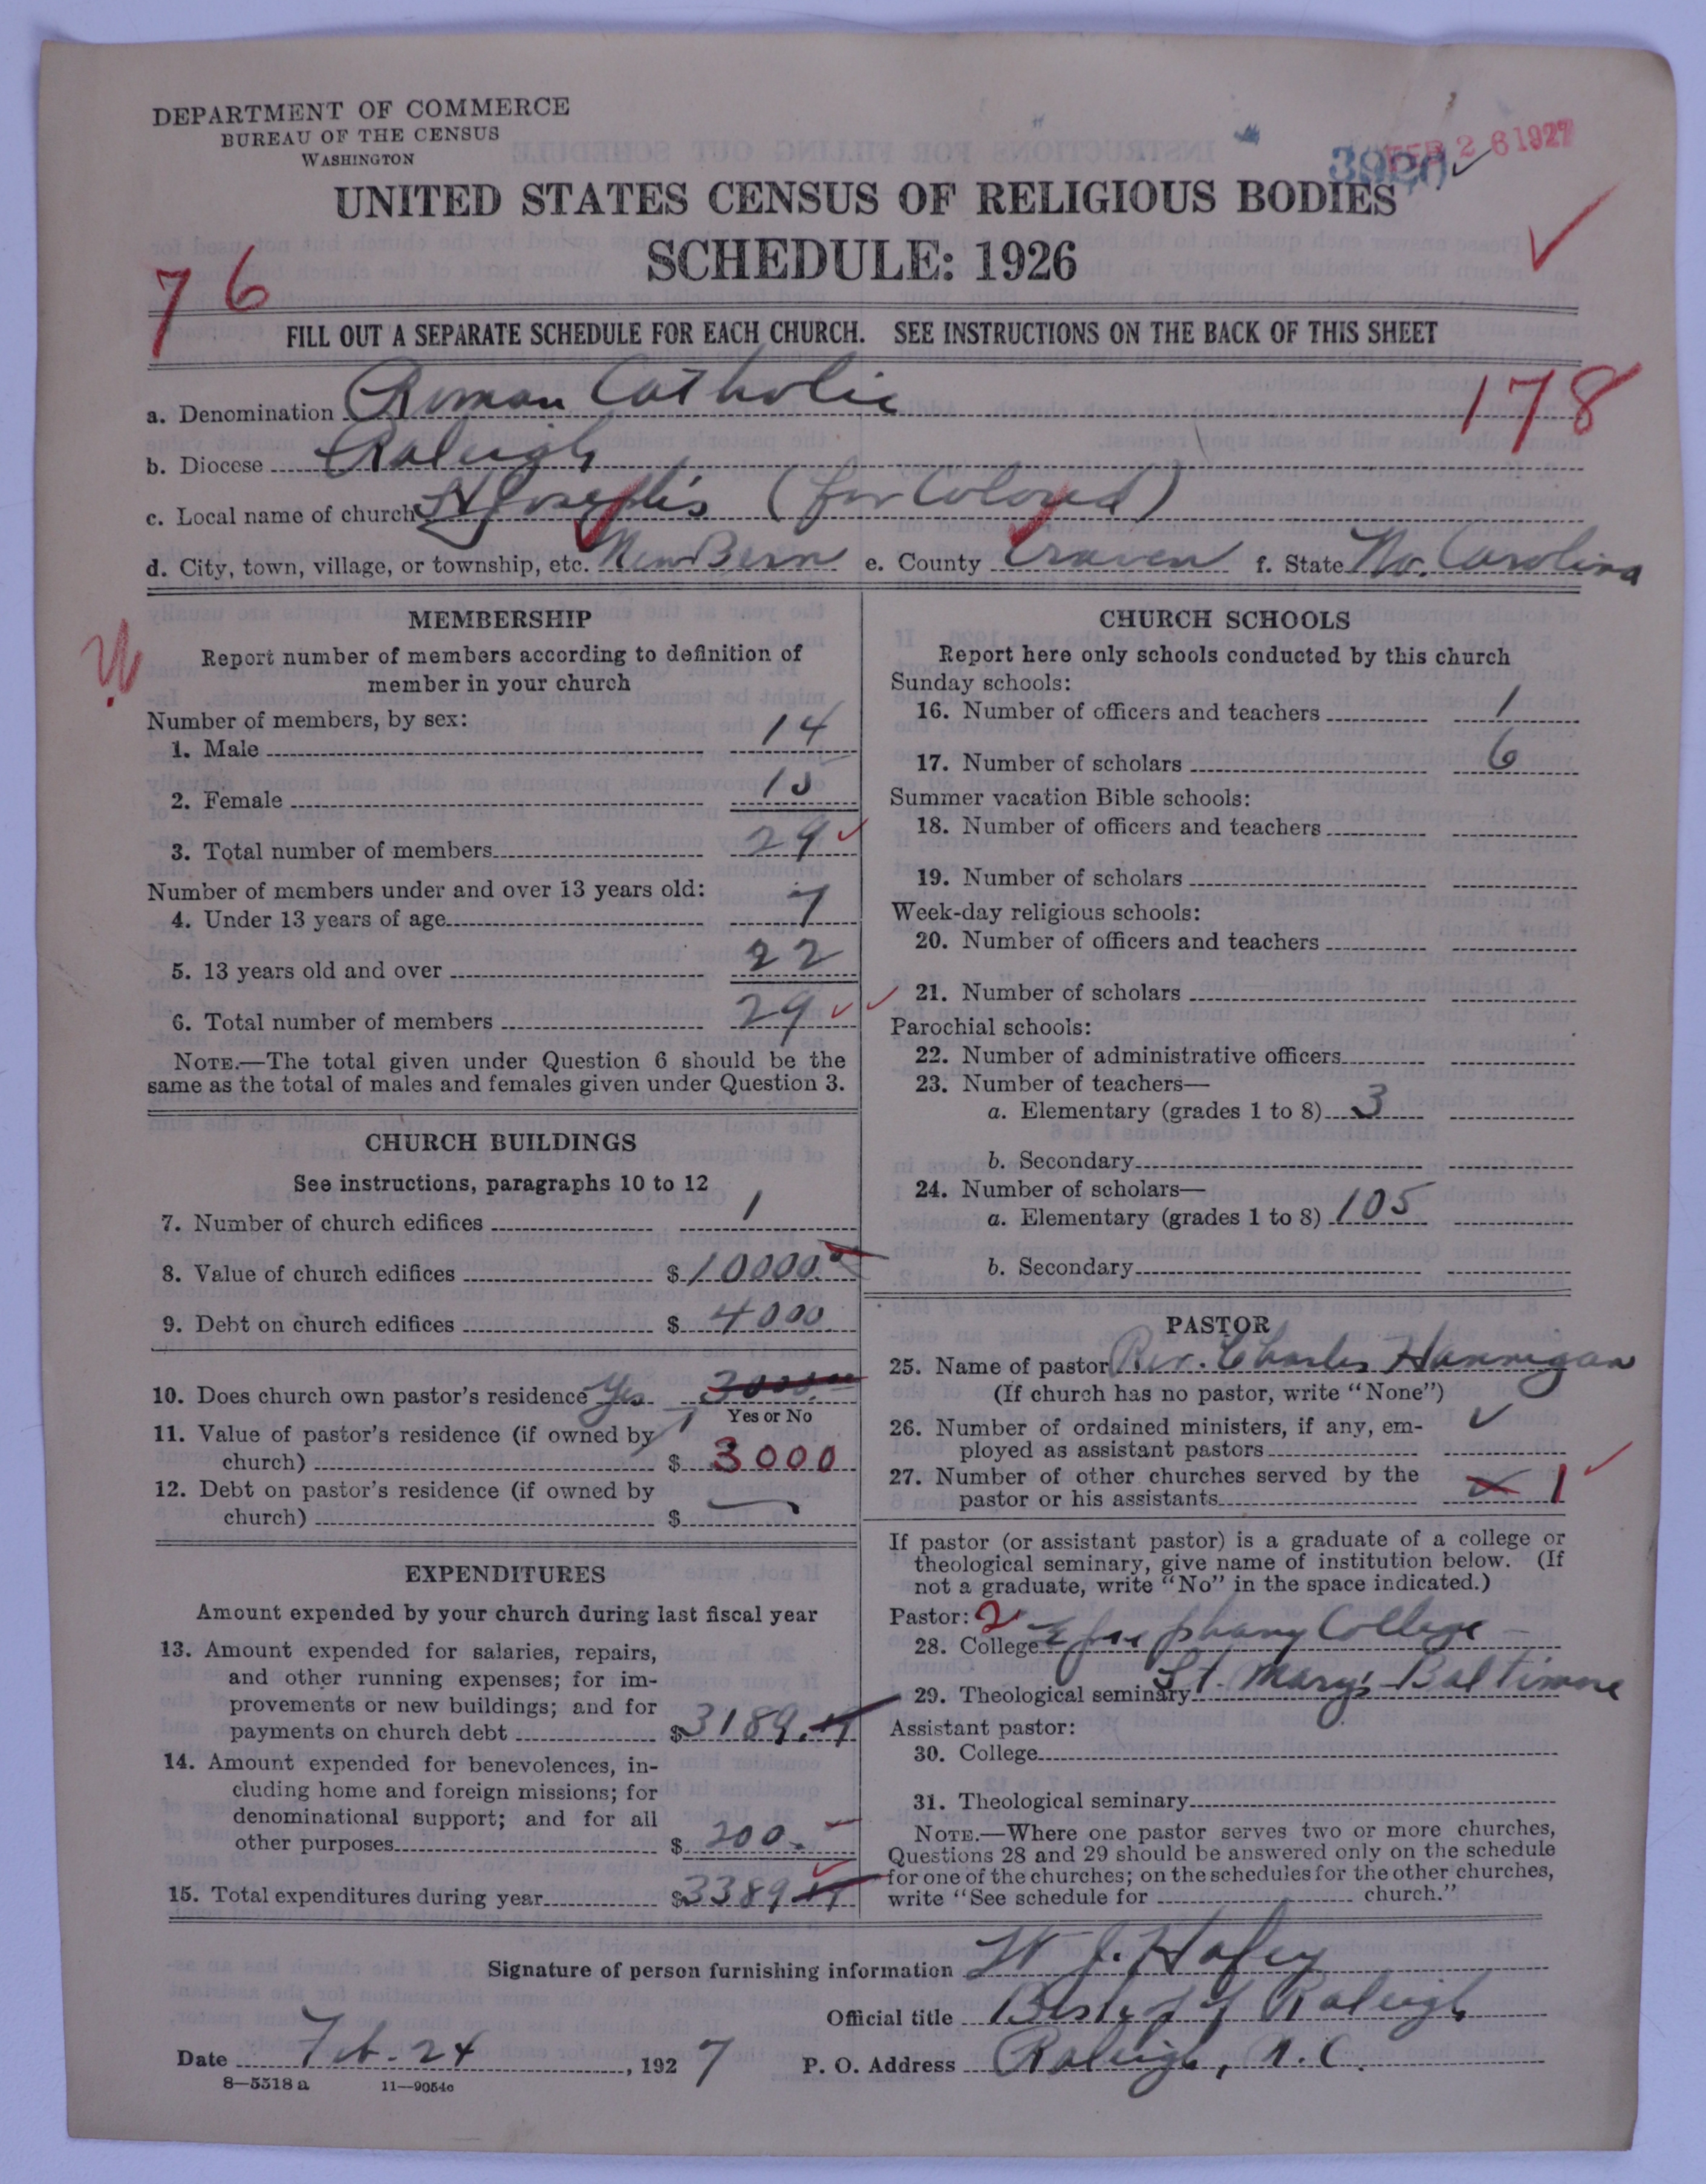 DEPARTMENT OF COMMERCE
BUREAU OF THE CENSUS
WASHINGTON
FEB 26 1927
3920
UNITED STATES CENSUS OF RELIGIOUS BODIES
SCHEDULE: 1926
76
FILL OUT A SEPARATE SCHEDULE FOR EACH CHURCH. SEE INSTRUCTIONS ON THE BACK OF THIS SHEET
178
a. Denomination Roman Catholic
b. Diocese Raleigh
c. Local name of church St Joseph's (for Colored)
d. City, town, village, or township, etc. New Bern e. County Craven f. State No. Carolina
MEMBERSHIP
Report number of members according to definition of
member in your church
Number of members, by sex:
1. Male 14
2. Female 15
3. Total number of members 29
Number of members under and over 13 years old:
4. Under 13 years of age 7
5. 13 years old and over 22
6. Total number of members 29
NOTE.—The total given under Question 6 should be the
same as the total of males and females given under Question 3.
CHURCH BUILDINGS
See instructions, paragraphs 10 to 12
7. Number of church edifices 1
8. Value of church edifices $10000
9. Debt on church edifices $4000
10. Does church own pastor's residence Yes 3000.00
Yes or No
11. Value of pastor's residence (if owned by
church) $3000
12. Debt on pastor's residence (if owned by
church) $ —
EXPENDITURES
Amount expended by your church during last fiscal year
13. Amount expended for salaries, repairs,
and other running expenses; for im-
provements or new buildings; and for
payments on church debt $3189.
14. Amount expended for benevolences, in-
cluding home and foreign missions; for
denominational support; and for all
other purposes $200.
15. Total expenditures during year $3389.
CHURCH SCHOOLS
Report here only schools conducted by this church
Sunday schools:
16. Number of officers and teachers 1
17. Number of scholars 6
Summer vacation Bible schools:
18. Number of officers and teachers
19. Number of scholars
Week-day religious schools:
20. Number of officers and teachers
21. Number of scholars
Parochial schools:
22. Number of administrative officers
23. Number of teachers—
a. Elementary (grades 1 to 8) 3
b. Secondary
24. Number of scholars—
a. Elementary (grades 1 to 8) 105
b. Secondary
PASTOR
25. Name of pastor Rev. Charles Hannigan
(If church has no pastor, write "None")
26. Number of ordained ministers, if any, em-
ployed as assistant pastors
27. Number of other churches served by the
pastor or his assistants 1
If pastor (or assistant pastor) is a graduate of a college or
theological seminary, give name of institution below. (If
not a graduate, write "No" in the space indicated.)
Pastor: 2
28. College Epiphany College
29. Theological seminary St. Mary's Baltimore
Assistant pastor:
30. College
31. Theological seminary
NOTE.—Where one pastor serves two or more churches,
Questions 28 and 29 should be answered only on the schedule
for one of the churches; on the schedules for the other churches,
write "See schedule for church."
Signature of person furnishing information W J. Hafey
Official title Bishop of Raleigh
Date Feb. 24, 1927 P. O. Address Raleigh, N.C.
8—5518 a 11—9054c